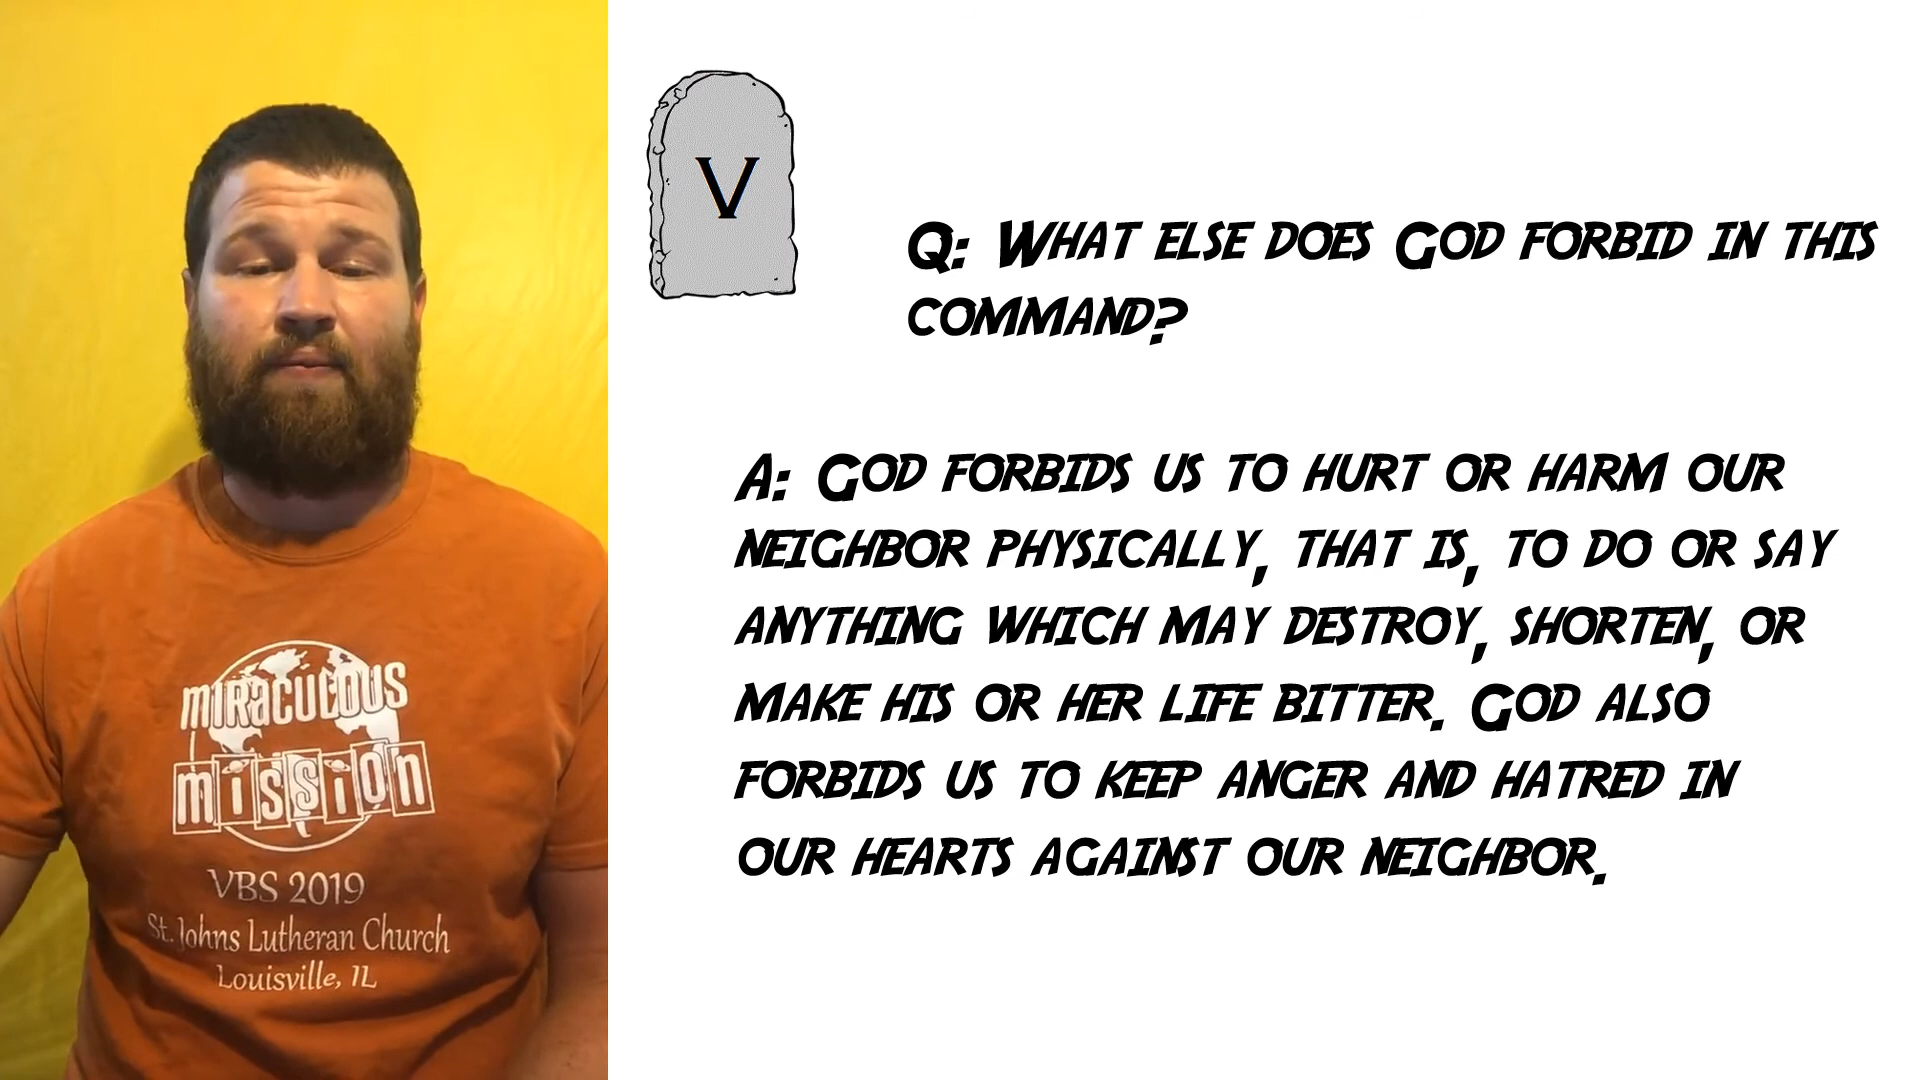 V
Q: What else does God forbid in this
command?
A: God forbids us to hurt or harm our
neighbor physically, that is, to do or say
anything which may destroy, shorten, or
make his or her life bitter. God also
forbids us to keep anger and hatred in
our hearts against our neighbor.
miraculous
mission
VBS 2019
St. Johns Lutheran Church
Louisville, IL